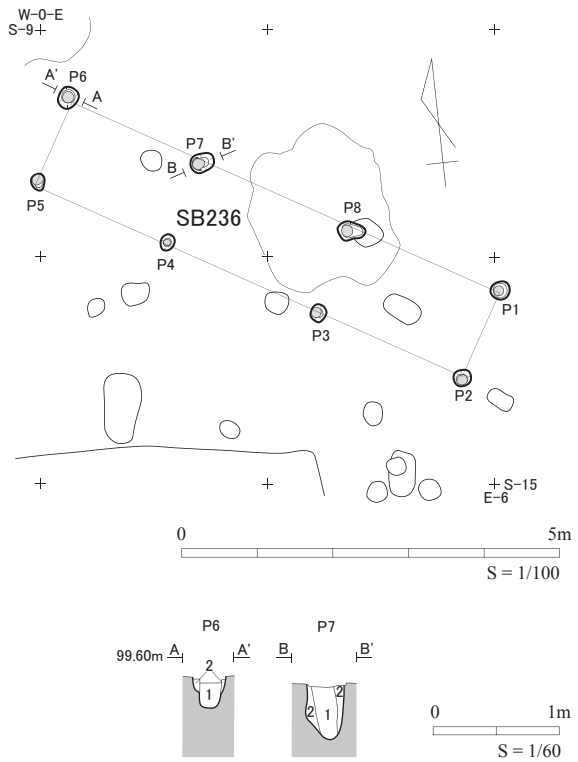 W-0-E
S-9
A'
P6
A
P7
B'
B
P5
SB236
P8
P4
P1
P3
P2
S-15
E-6
0 5m
S = 1/100
P6 P7
99.60m A A' B B'
2
1
2 1 2
0 1m
S = 1/60